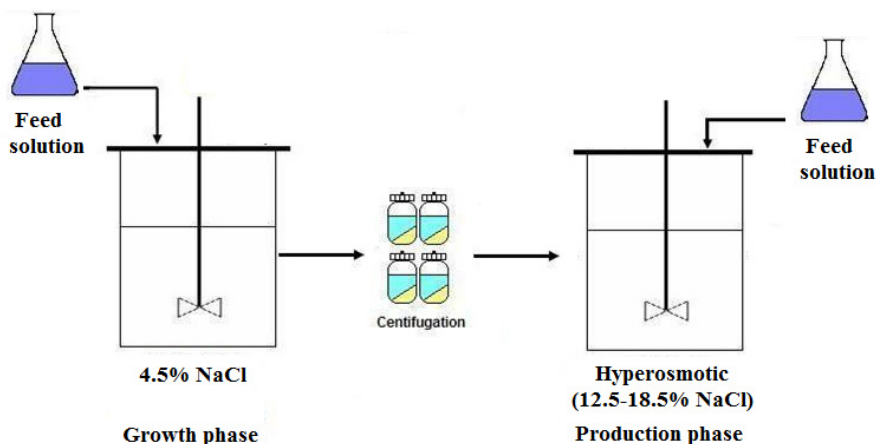 Feed
solution
4.5% NaCl
Growth phase
Centifugation
Feed
solution
Hyperosmotic
(12.5-18.5% NaCl)
Production phase